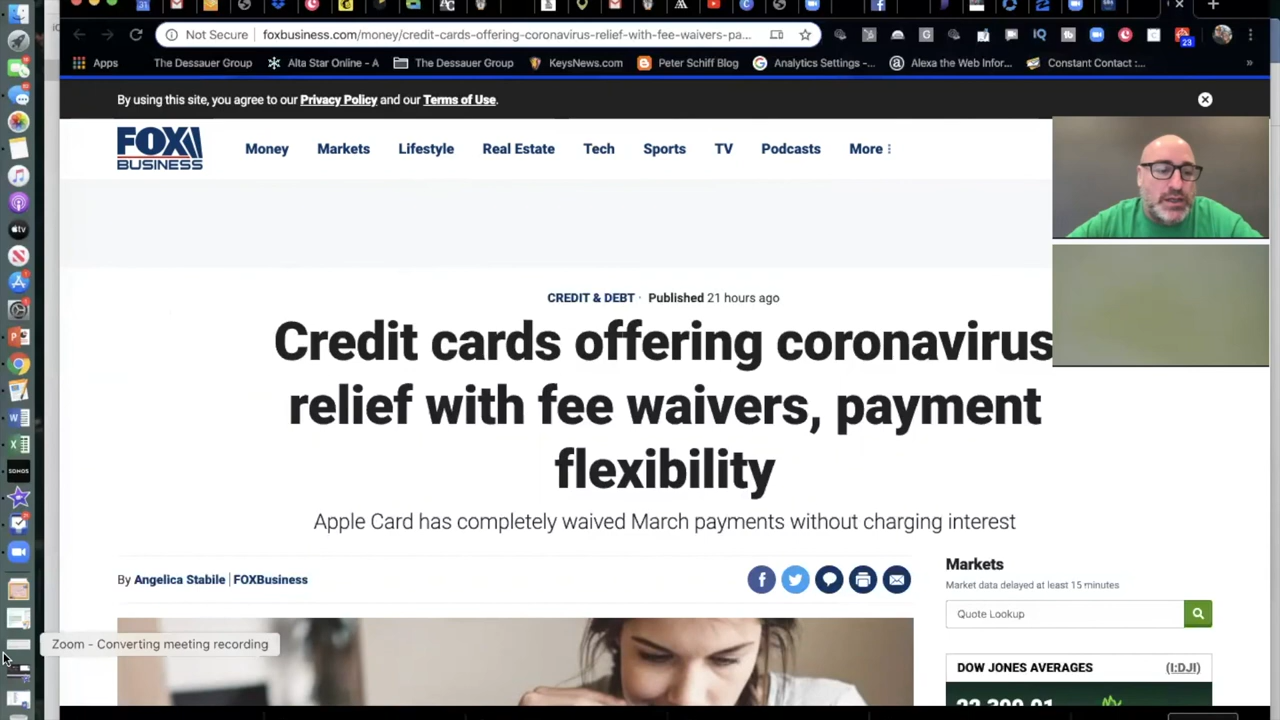 Not Secure
foxbusiness.com/money/credit-cards-offering-coronavirus-relief-with-fee-waivers-pa...
23
Apps
The Dessauer Group
Alta Star Online - A
The Dessauer Group
KeysNews.com
Peter Schiff Blog
Analytics Settings -...
Alexa the Web Infor...
Constant Contact :...
»
By using this site, you agree to our Privacy Policy and our Terms of Use.
FOX
BUSINESS
Money
Markets
Lifestyle
Real Estate
Tech
Sports
TV
Podcasts
More
CREDIT & DEBT · Published 21 hours ago
Credit cards offering coronavirus
relief with fee waivers, payment
flexibility
Apple Card has completely waived March payments without charging interest
By Angelica Stabile | FOXBusiness
Markets
Market data delayed at least 15 minutes
Quote Lookup
Zoom - Converting meeting recording
SONOS
DOW JONES AVERAGES
(I:DJI)